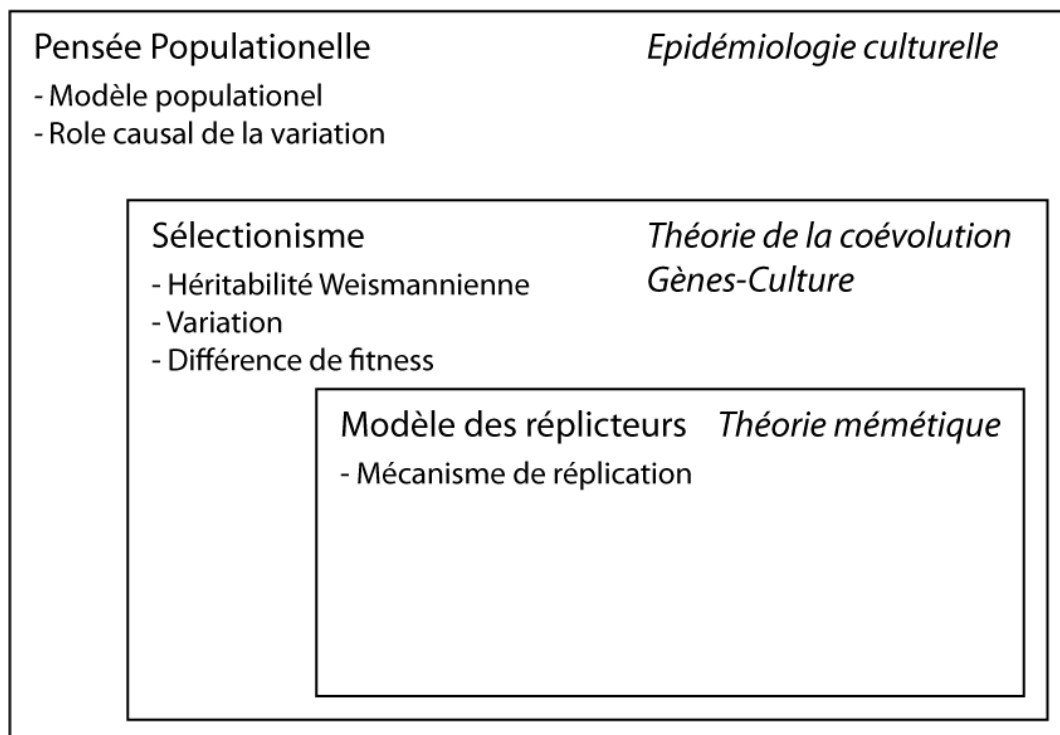 Pensée Populationelle
Epidémiologie culturelle
- Modèle populationel
- Role causal de la variation
Sélectionisme
Théorie de la coévolution
Gènes-Culture
- Héritabilité Weismannienne
- Variation
- Différence de fitness
Modèle des réplicteurs
Théorie mémétique
- Mécanisme de réplication